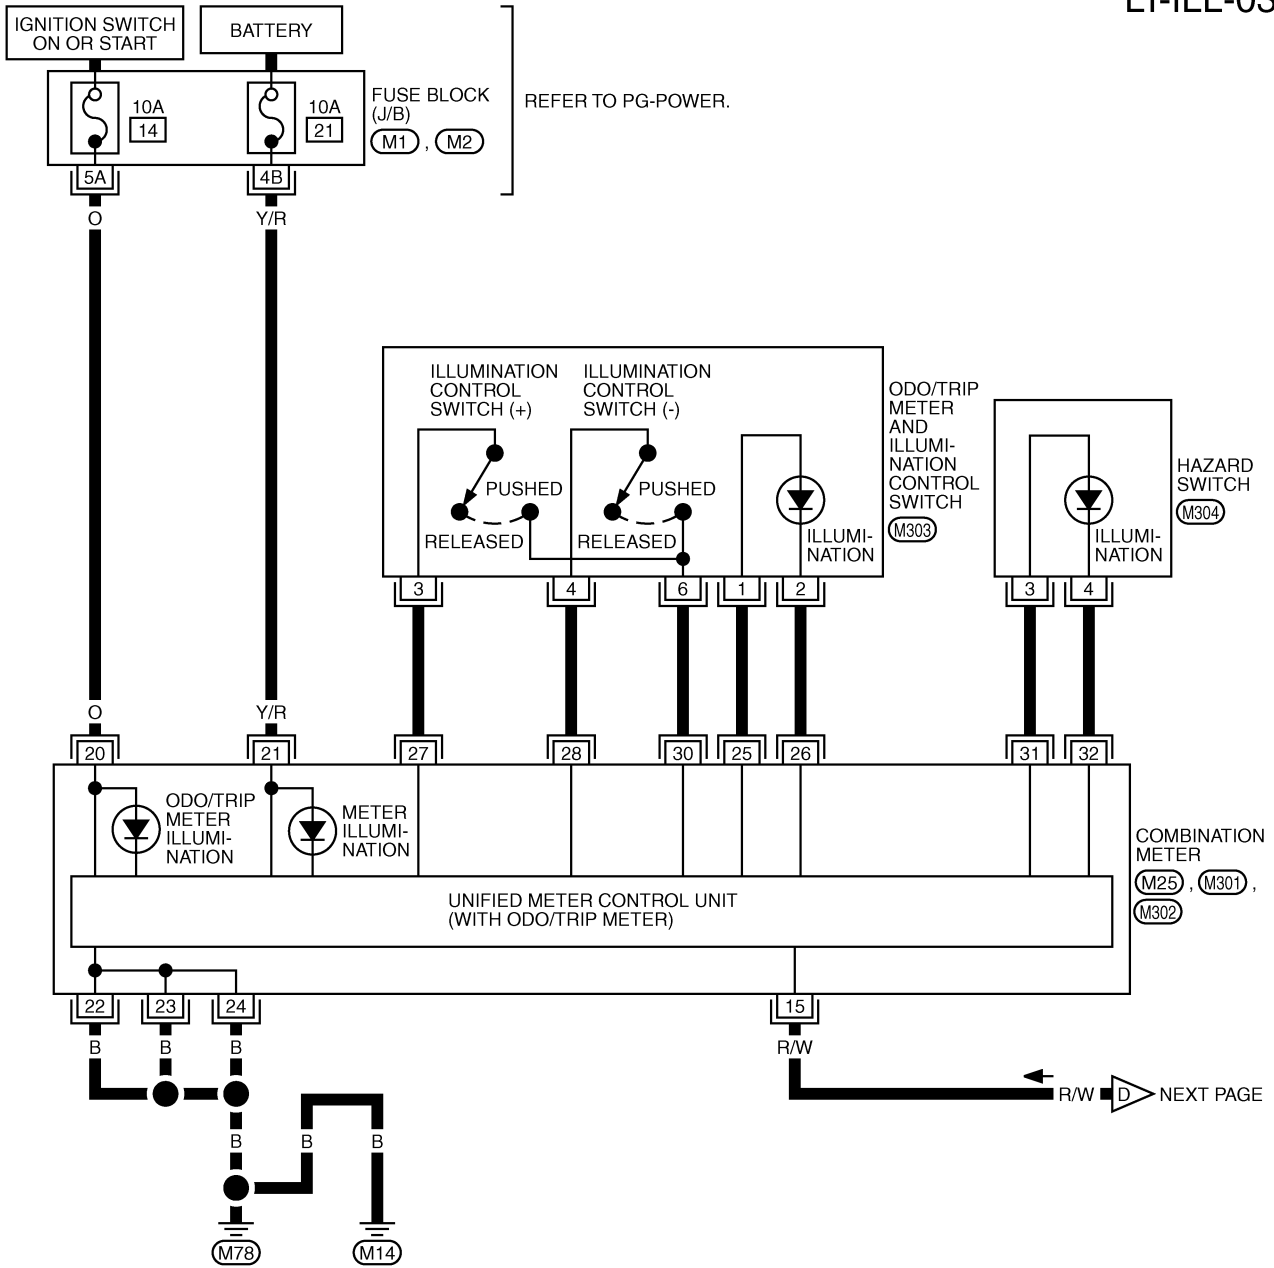 IGNITION SWITCH
ON OR START
BATTERY
10A
14
10A
21
FUSE BLOCK
(J/B)
M1 , M2
REFER TO PG-POWER.
5A
4B
O
Y/R
ILLUMINATION
CONTROL
SWITCH (+)
ILLUMINATION
CONTROL
SWITCH (-)
PUSHED
RELEASED
PUSHED
RELEASED
ILLUMI-
NATION
ODO/TRIP
METER
AND
ILLUMI-
NATION
CONTROL
SWITCH
M303
HAZARD
SWITCH
M304
ILLUMI-
NATION
3
4
6
1
2
3
4
O
Y/R
20
21
27
28
30
25
26
31
32
ODO/TRIP
METER
ILLUMI-
NATION
METER
ILLUMI-
NATION
UNIFIED METER CONTROL UNIT
(WITH ODO/TRIP METER)
COMBINATION
METER
M25 , M301 ,
M302
22
23
24
15
B
B
B
R/W
R/W
D
NEXT PAGE
B
B
B
M78
M14